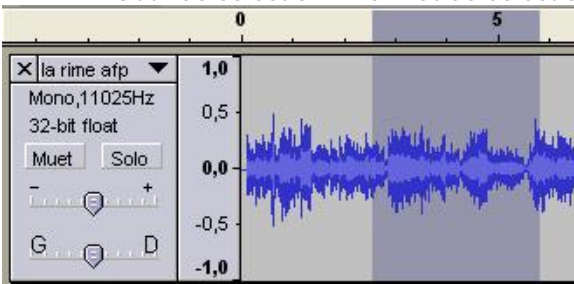 0 5
X la rime afp
Mono,11025Hz
32-bit float
Muet Solo
- +
G D
1,0
0,5
0,0
-0,5
-1,0